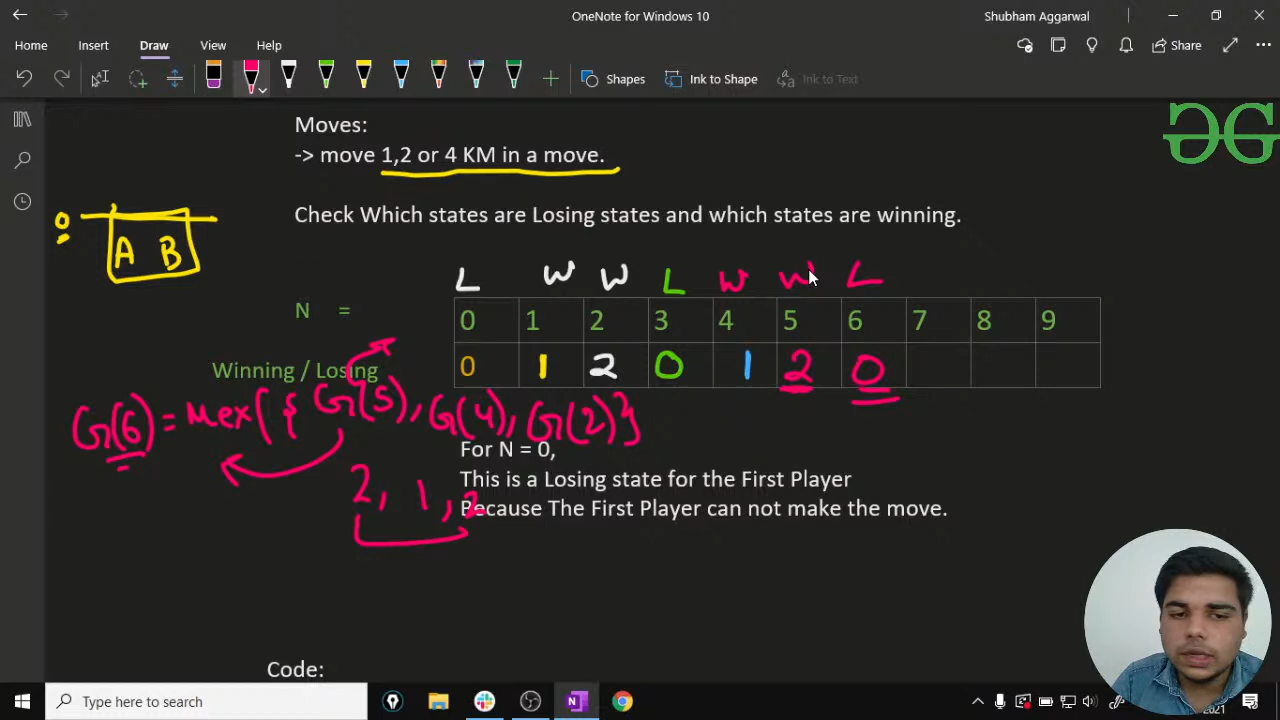 OneNote for Windows 10
Shubham Aggarwal
Home Insert Draw View Help
Share
Shapes Ink to Shape Ink to Text
Moves:
-> move 1,2 or 4 KM in a move.
Check Which states are Losing states and which states are winning.
A B
L W W L W W L
N = 0 1 2 3 4 5 6 7 8 9
Winning / Losing 0 1 2 0 1 2 0
G(6) = Mex({ G(5), G(4), G(2)}
For N = 0,
This is a Losing state for the First Player
2, 1, 2
Because The First Player can not make the move.
Code:
Type here to search
2021